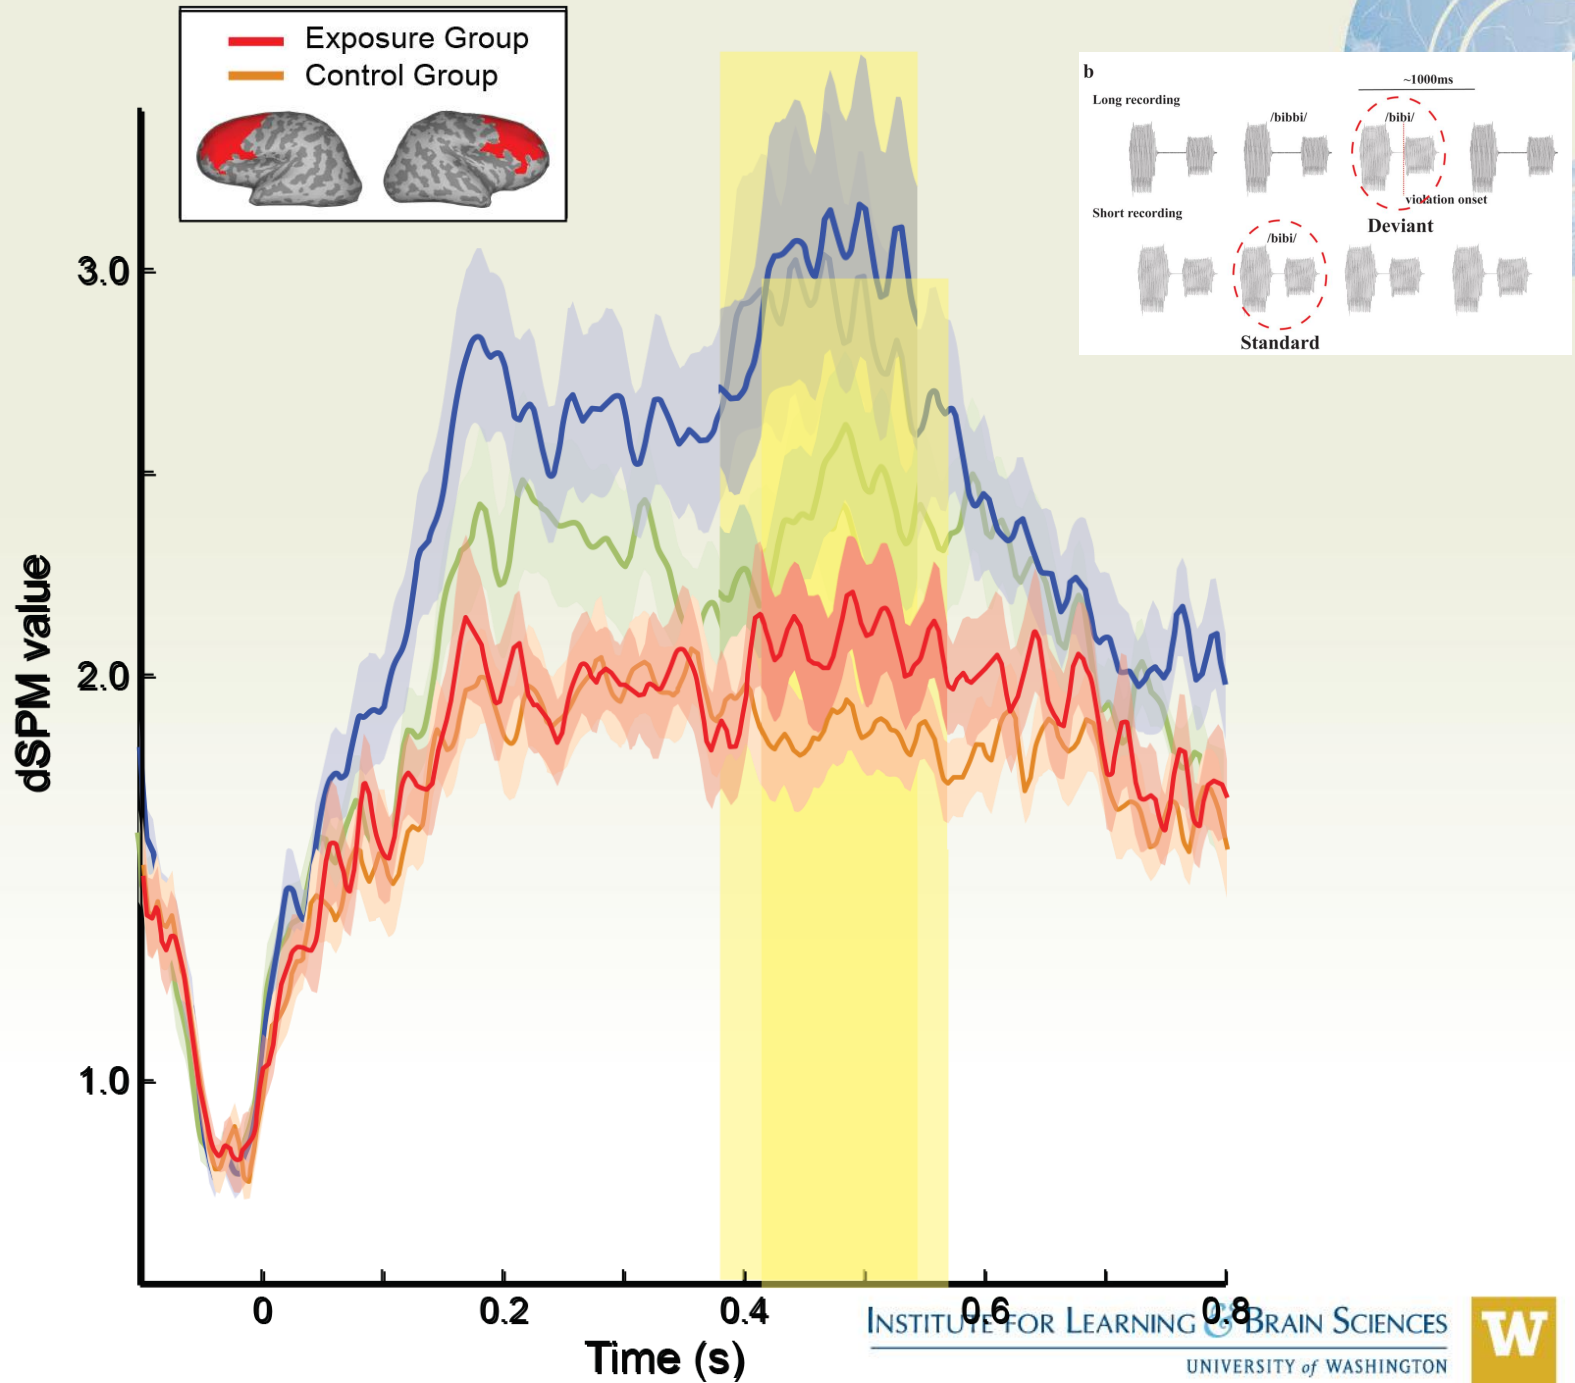 Exposure Group
Control Group
b
~1000ms
Long recording
/bibbi/
/bibi/
violation onset
Deviant
Short recording
/bibi/
Standard
3.0
2.0
1.0
dSPM value
0
0.2
0.4
0.6
0.8
Time (s)
INSTITUTE FOR LEARNING & BRAIN SCIENCES
UNIVERSITY of WASHINGTON
W